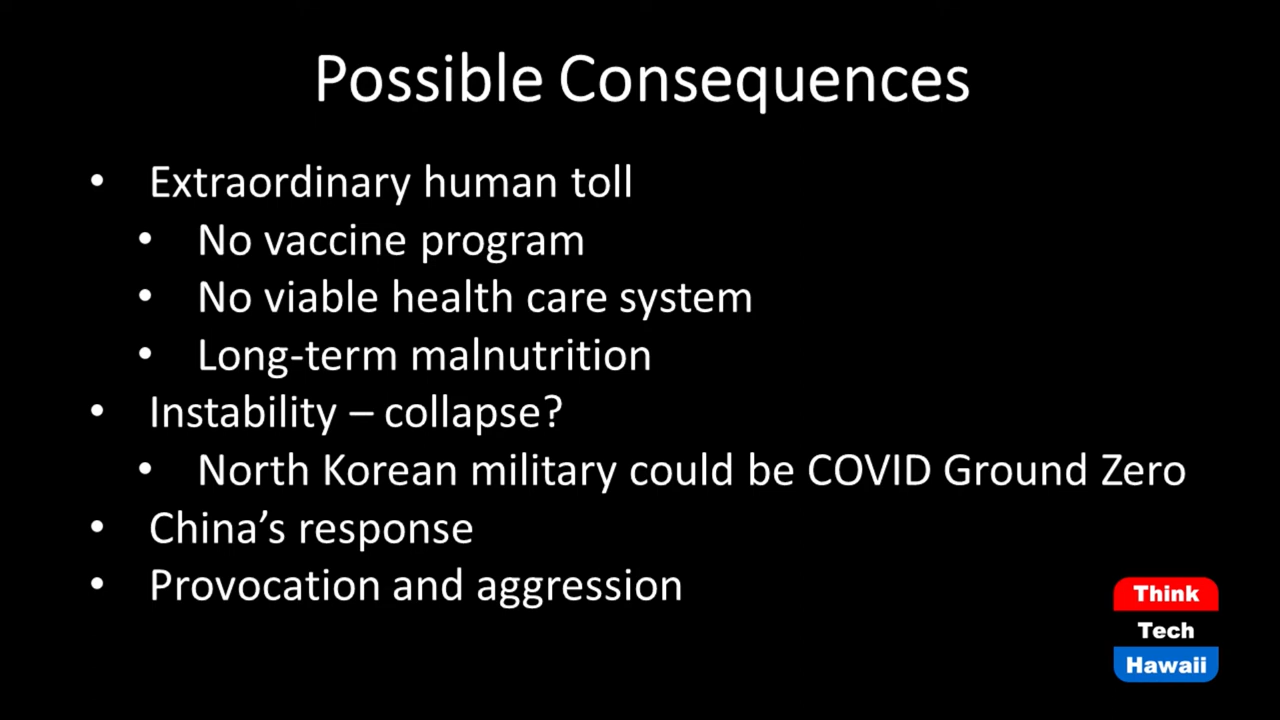 Possible Consequences
• Extraordinary human toll
• No vaccine program
• No viable health care system
• Long-term malnutrition
• Instability – collapse?
• North Korean military could be COVID Ground Zero
• China’s response
• Provocation and aggression
Think
Tech
Hawaii